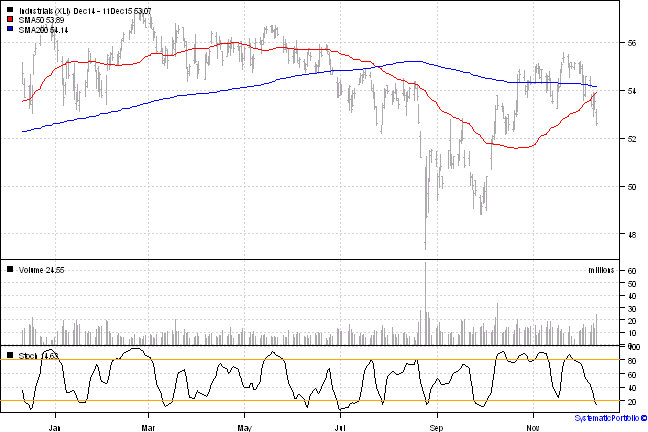 Industrials (XLI) Dec14 - 11Dec15 53.07
SMA50 53.89
SMA200 54.14
56
54
52
50
48
Volume 24.55
millions
60
50
40
30
20
10
0
100
Stoch 14.63
80
60
40
20
Jan Mar May Jul Sep Nov
SystematicPortfolio ©